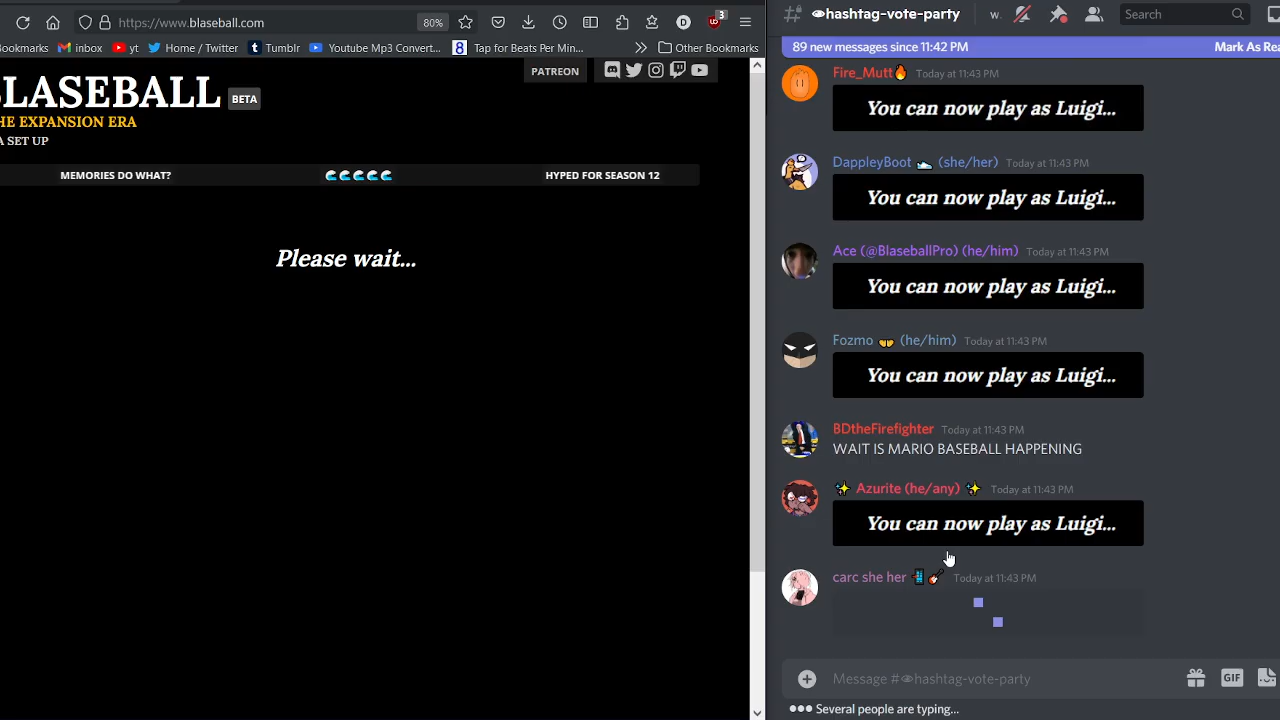 https://www.blaseball.com
80%
3
ookmarks
Inbox
yt
Home / Twitter
Tumblr
Youtube Mp3 Convert...
8
Tap for Beats Per Min...
Other Bookmarks
PATREON
LASEBALL
BETA
HE EXPANSION ERA
A SET UP
MEMORIES DO WHAT?
HYPED FOR SEASON 12
Please wait...
hashtag-vote-party
w.
Search
89 new messages since 11:42 PM
Mark As Rea
Fire_Mutt Today at 11:43 PM
You can now play as Luigi...
DappleyBoot (she/her) Today at 11:43 PM
You can now play as Luigi...
Ace (@BlaseballPro) (he/him) Today at 11:43 PM
You can now play as Luigi...
Fozmo (he/him) Today at 11:43 PM
You can now play as Luigi...
BDtheFirefighter Today at 11:43 PM
WAIT IS MARIO BASEBALL HAPPENING
Azurite (he/any) Today at 11:43 PM
You can now play as Luigi...
carc she her Today at 11:43 PM
Message #hashtag-vote-party
GIF
Several people are typing...